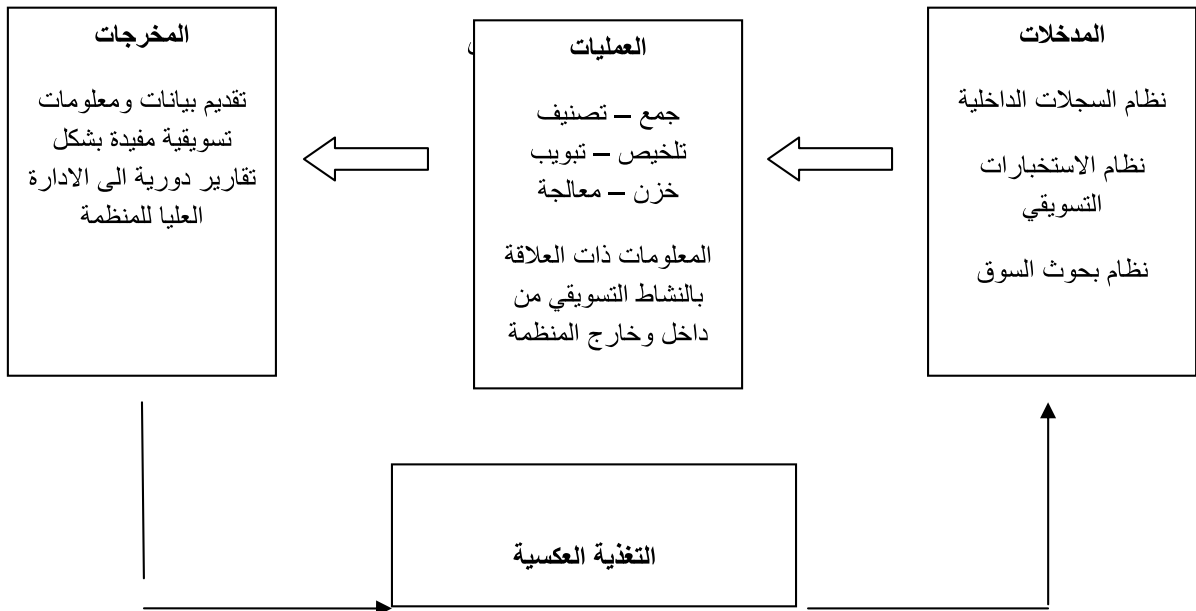 المدخلات
نظام السجلات الداخلية
نظام الاستخبارات
التسويقي
نظام بحوث السوق
العمليات
جمع – تصنيف
تلخيص – تبويب
خزن – معالجة
المعلومات ذات العلاقة
بالنشاط التسويقي من
داخل وخارج المنظمة
المخرجات
تقديم بيانات ومعلومات
تسويقية مفيدة بشكل
تقارير دورية الى الادارة
العليا للمنظمة
التغذية العكسية